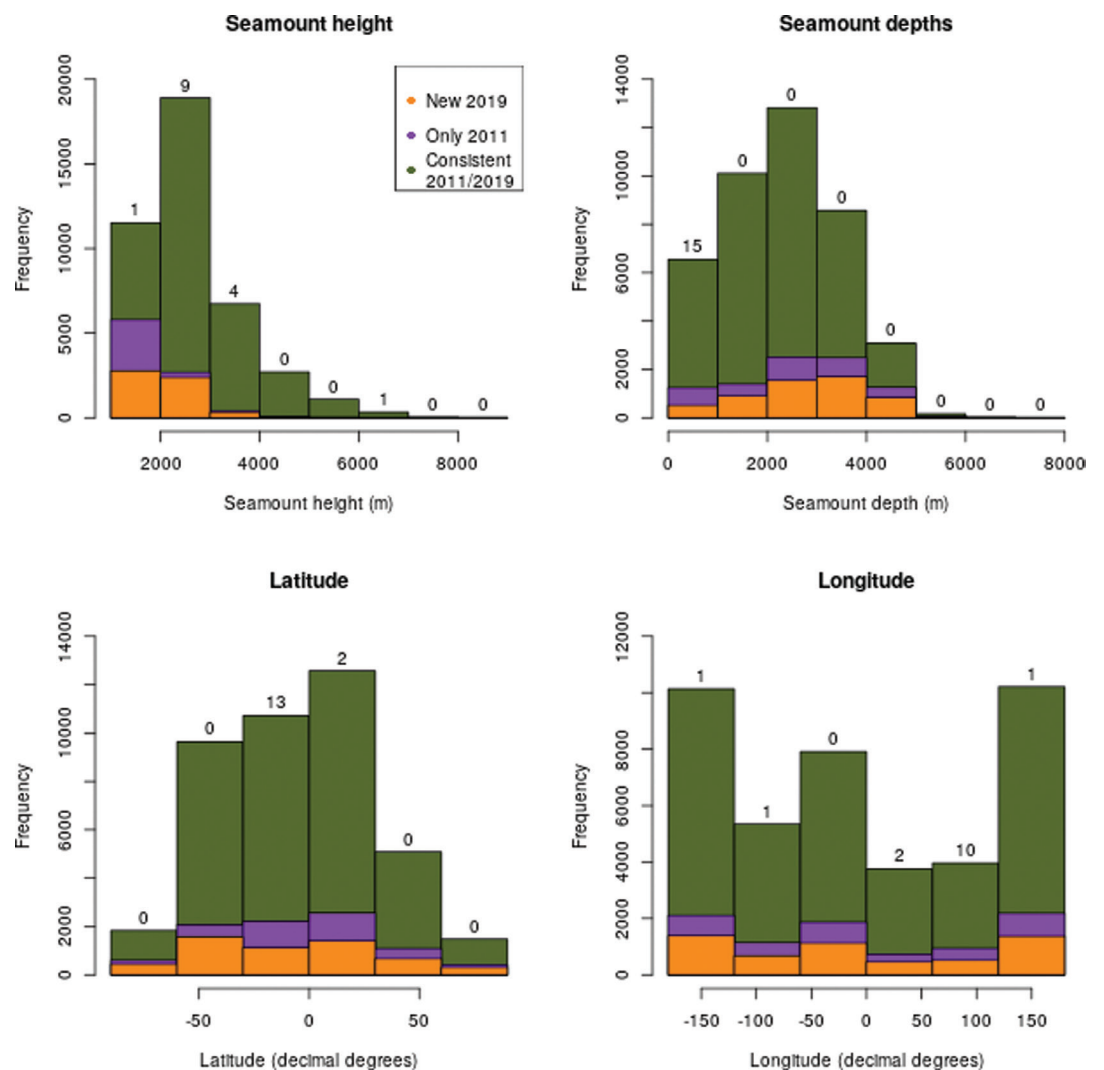 Seamount height
Frequency
20000
15000
10000
5000
0
1
9
4
0
0
1
0
0
New 2019
Only 2011
Consistent
2011/2019
2000 4000 6000 8000
Seamount height (m)
Seamount depths
Frequency
14000
10000
6000
2000
0
15
0
0
0
0
0
0
0
0 2000 4000 6000 8000
Seamount depth (m)
Latitude
Frequency
14000
10000
6000
2000
0
0
0
13
2
0
0
-50 0 50
Latitude (decimal degrees)
Longitude
Frequency
12000
8000
6000
4000
2000
0
1
1
0
2
10
1
-150 -100 -50 0 50 100 150
Longitude (decimal degrees)